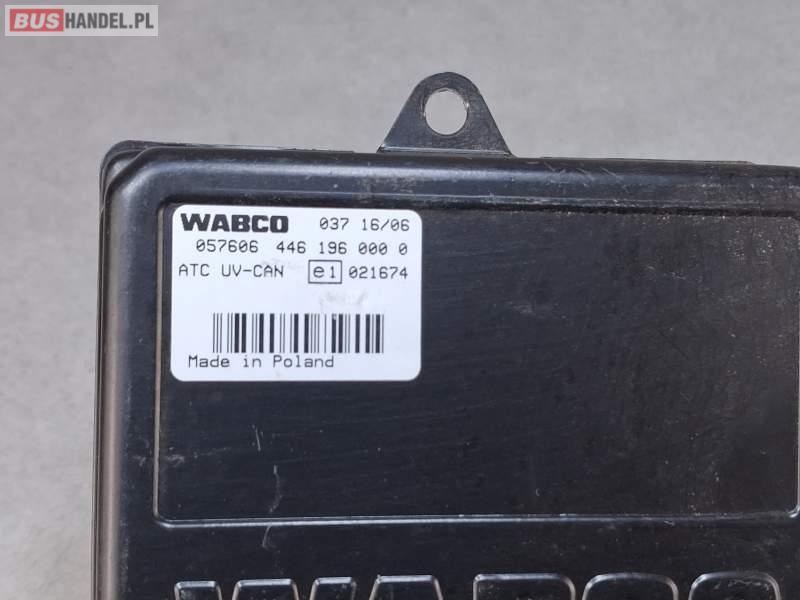 BUSHANDEL.PL
WABCO 037 16/06
057606 446 196 000 0
ATC UV-CAN e1 021674
Made in Poland
WABCO